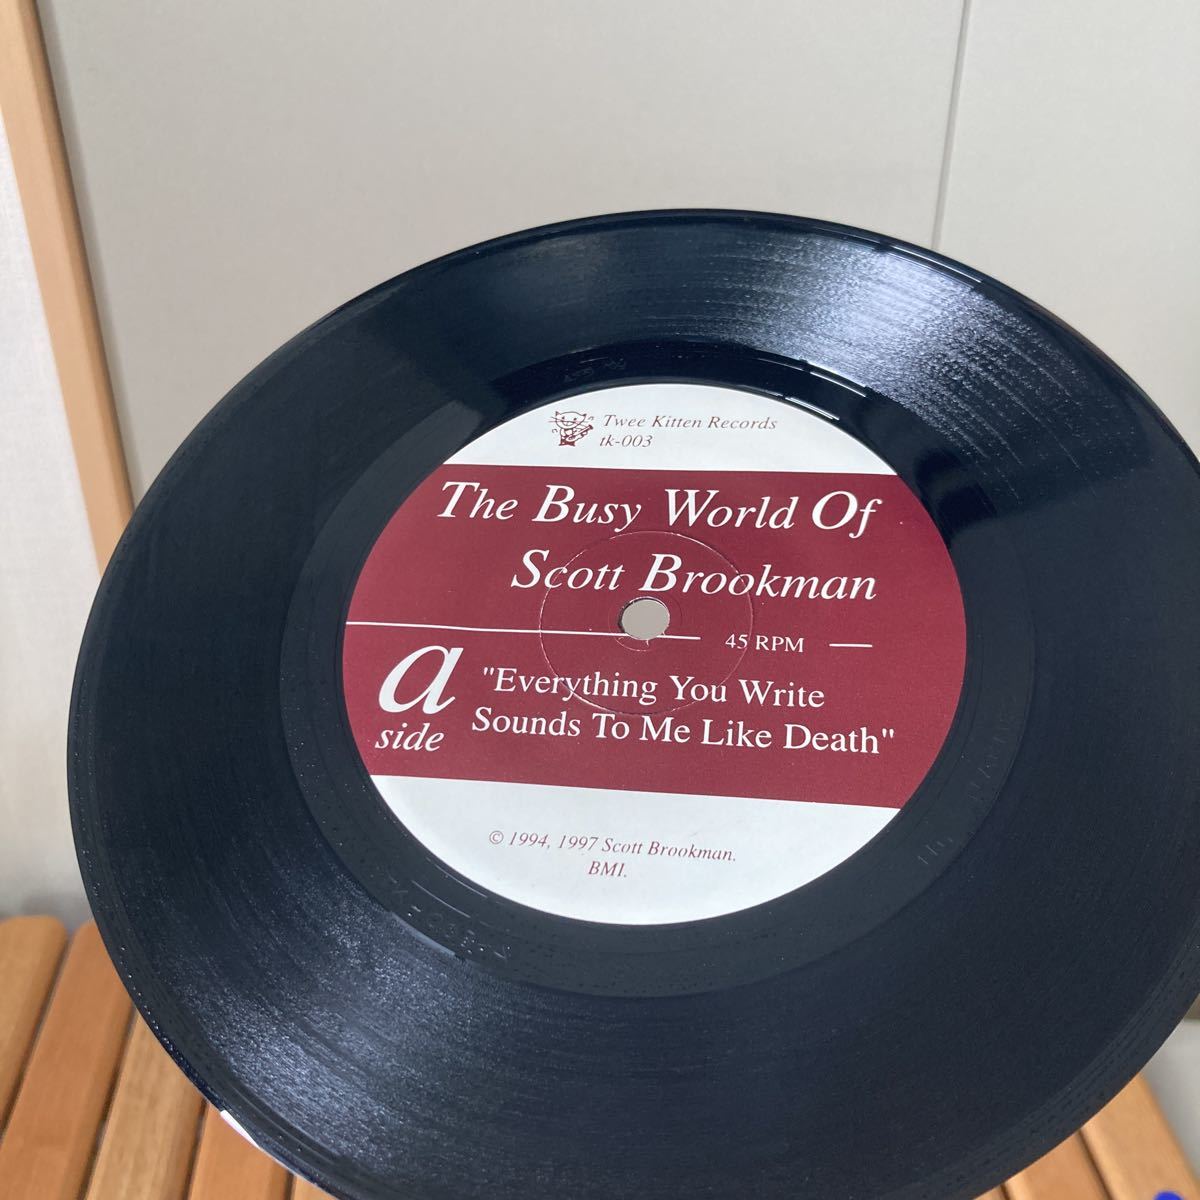 Twee Kitten Records
tk-003
The Busy World Of
Scott Brookman
45 RPM
a
side
"Everything You Write
Sounds To Me Like Death"
© 1994, 1997 Scott Brookman.
BMI.